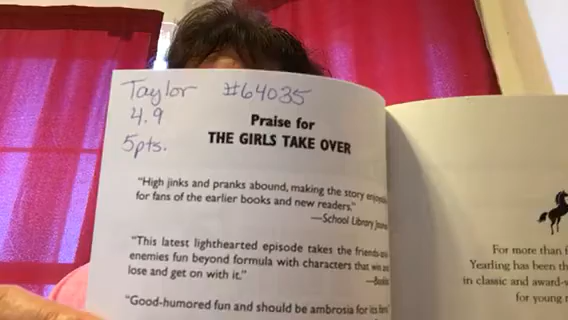 Taylor #64035
4.9
5pts.
Praise for
THE GIRLS TAKE OVER
"High jinks and pranks abound, making the story
for fans of the earlier books and new readers."
—School Library
"This latest lighthearted episode takes the
enemies fun beyond formula with characters that
lose and get on with it."
"Good-humored fun and should be ambrosia for its
For more than
Yearling has been
in classic and
for young